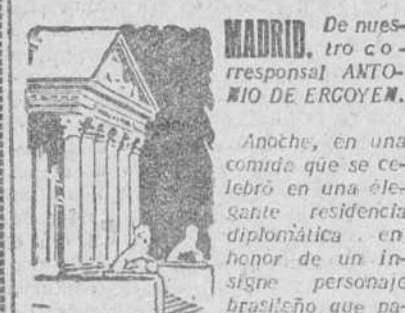 MADRID. De nues-
tro co-
rresponsal ANTO-
NIO DE ERGOYEN.
Anoche, en una
comida que se ce-
lebró en una ele-
gante residencia
diplomática en
honor de un in-
signe personaje
brasileño que pa-